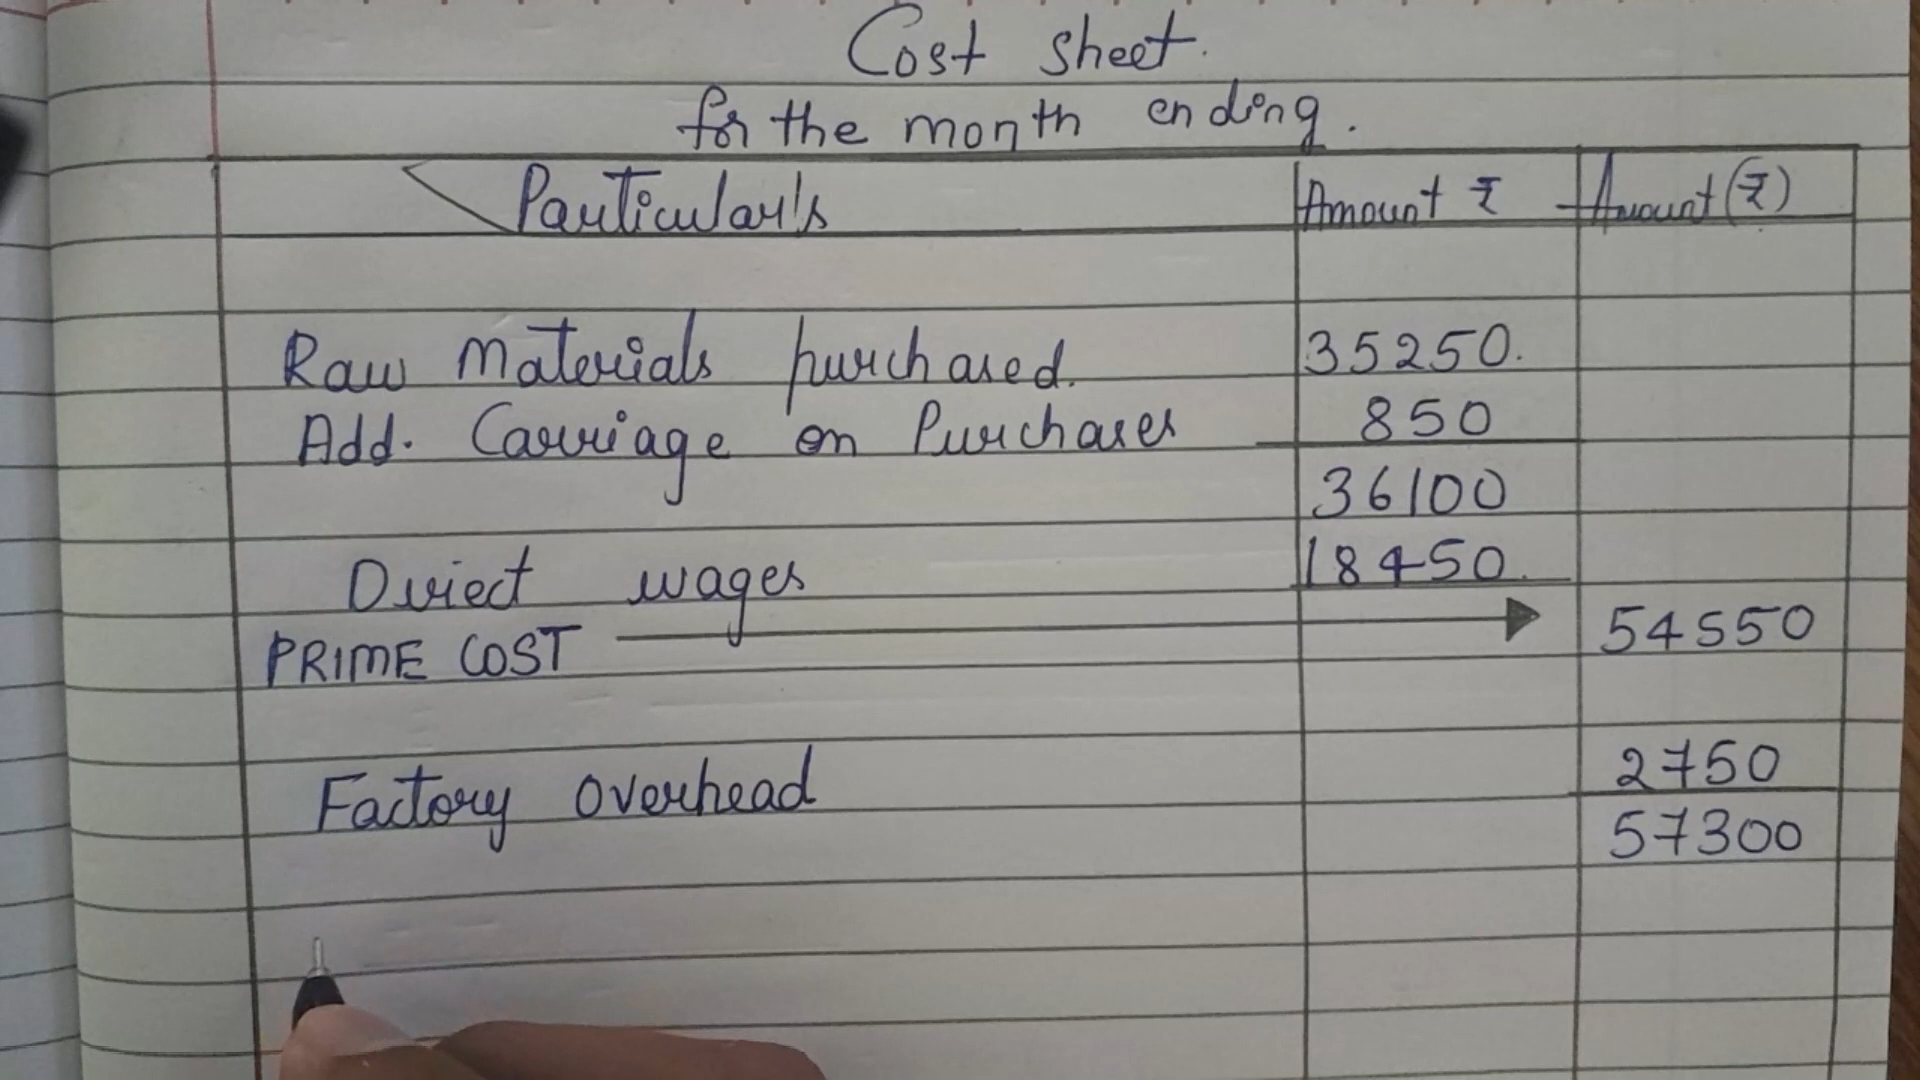 Cost sheet.
for the month ending.
Particular's Amount ₹ Amount (₹)
Raw Materials purchased. 35250.
Add. Carriage on Purchases 850
36100
Direct wages 18450.
PRIME COST 54550
Factory overhead 2750
57300